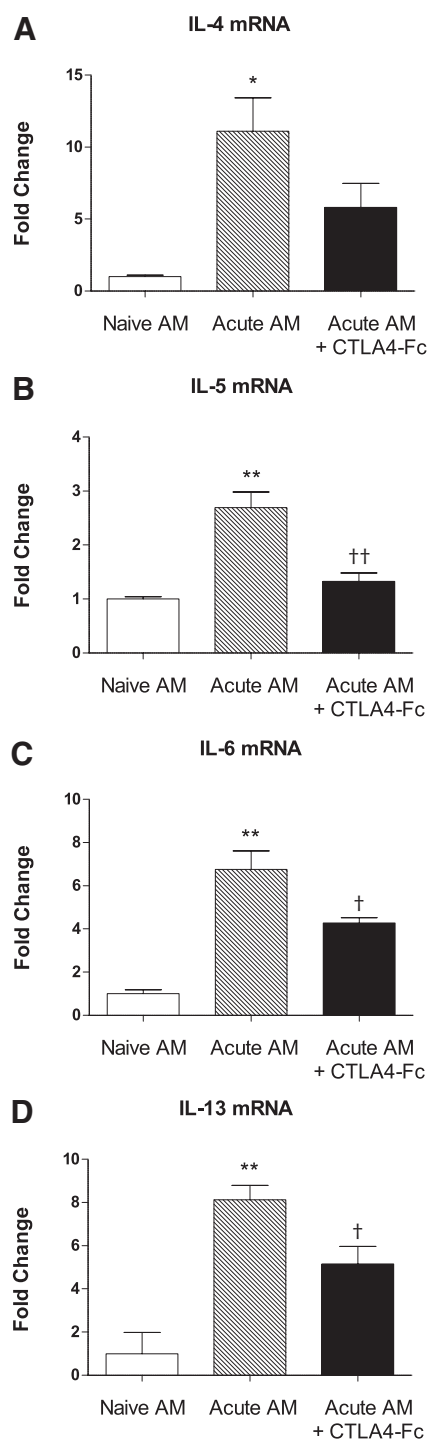 A
IL-4 mRNA
Fold Change
15
10
5
0
*
Naive AM
Acute AM
Acute AM
+ CTLA4-Fc
B
IL-5 mRNA
Fold Change
4
3
2
1
0
**
††
Naive AM
Acute AM
Acute AM
+ CTLA4-Fc
C
IL-6 mRNA
Fold Change
10
8
6
4
2
0
**
†
Naive AM
Acute AM
Acute AM
+ CTLA4-Fc
D
IL-13 mRNA
Fold Change
10
8
6
4
2
0
**
†
Naive AM
Acute AM
Acute AM
+ CTLA4-Fc